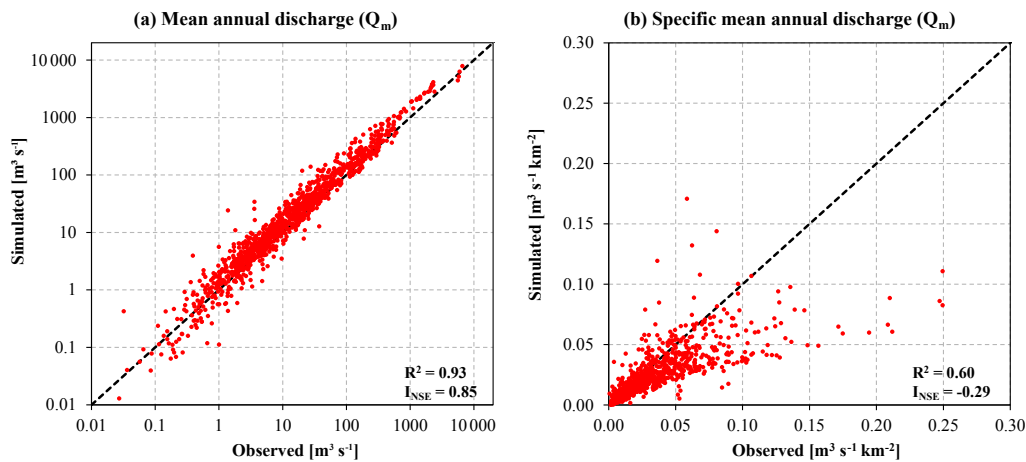 (a) Mean annual discharge (Qm)
10 000
1000
100
10
1
0.1
0.01
Simulated [m³ s⁻¹]
R² = 0.93
INSE = 0.85
0.01 0.1 1 10 100 1000 10 000
Observed [m³ s⁻¹]
(b) Specific mean annual discharge (Qm)
0.30
0.25
0.20
0.15
0.10
0.05
0.00
Simulated [m³ s⁻¹ km⁻²]
R² = 0.60
INSE = -0.29
0.00 0.05 0.10 0.15 0.20 0.25 0.30
Observed [m³ s⁻¹ km⁻²]